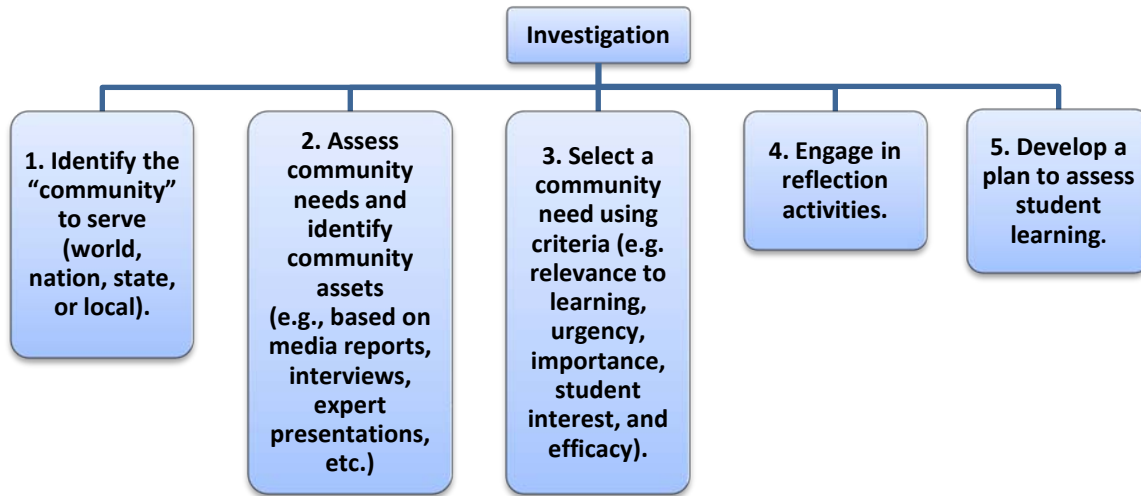 Investigation
1. Identify the
“community”
to serve
(world,
nation, state,
or local).
2. Assess
community
needs and
identify
community
assets
(e.g., based on
media reports,
interviews,
expert
presentations,
etc.)
3. Select a
community
need using
criteria (e.g.
relevance to
learning,
urgency,
importance,
student
interest, and
efficacy).
4. Engage in
reflection
activities.
5. Develop a
plan to assess
student
learning.